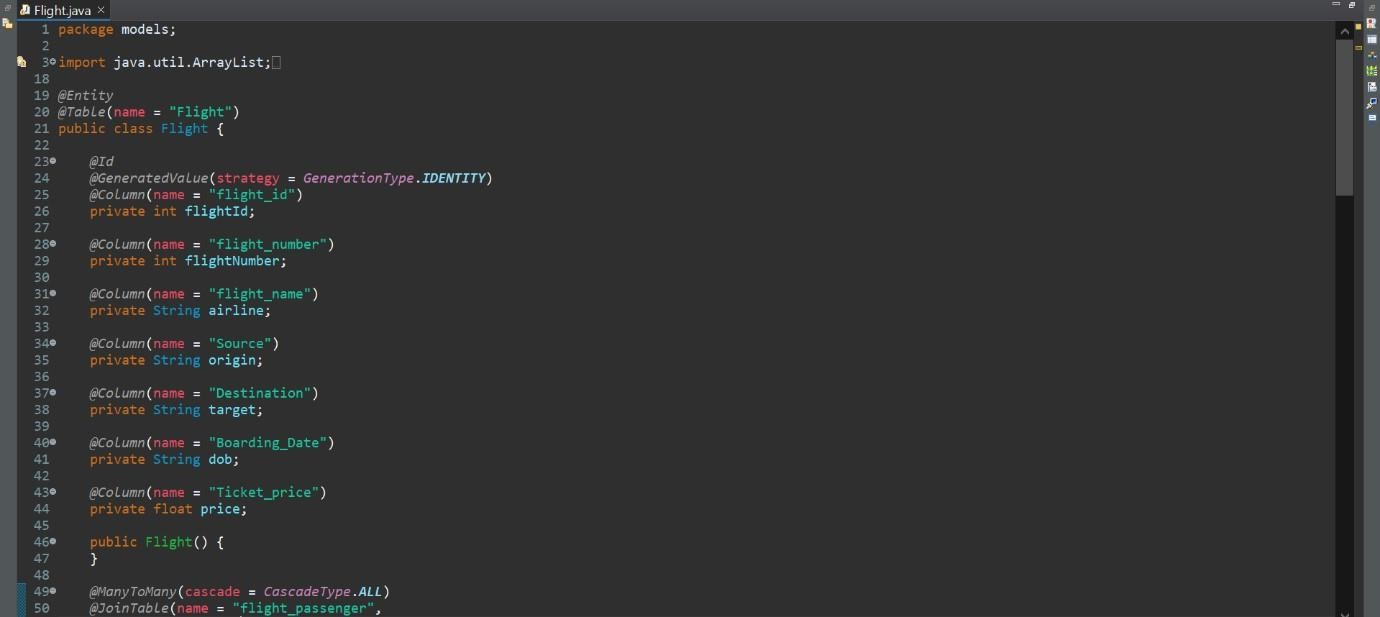 Flight.java
1 package models;
2
3 import java.util.ArrayList;
18
19 @Entity
20 @Table(name = "Flight")
21 public class Flight {
22
23 @Id
24 @GeneratedValue(strategy = GenerationType.IDENTITY)
25 @Column(name = "flight_id")
26 private int flightId;
27
28 @Column(name = "flight_number")
29 private int flightNumber;
30
31 @Column(name = "flight_name")
32 private String airline;
33
34 @Column(name = "Source")
35 private String origin;
36
37 @Column(name = "Destination")
38 private String target;
39
40 @Column(name = "Boarding_Date")
41 private String dob;
42
43 @Column(name = "Ticket_price")
44 private float price;
45
46 public Flight() {
47 }
48
49 @ManyToMany(cascade = CascadeType.ALL)
50 @JoinTable(name = "flight_passenger",